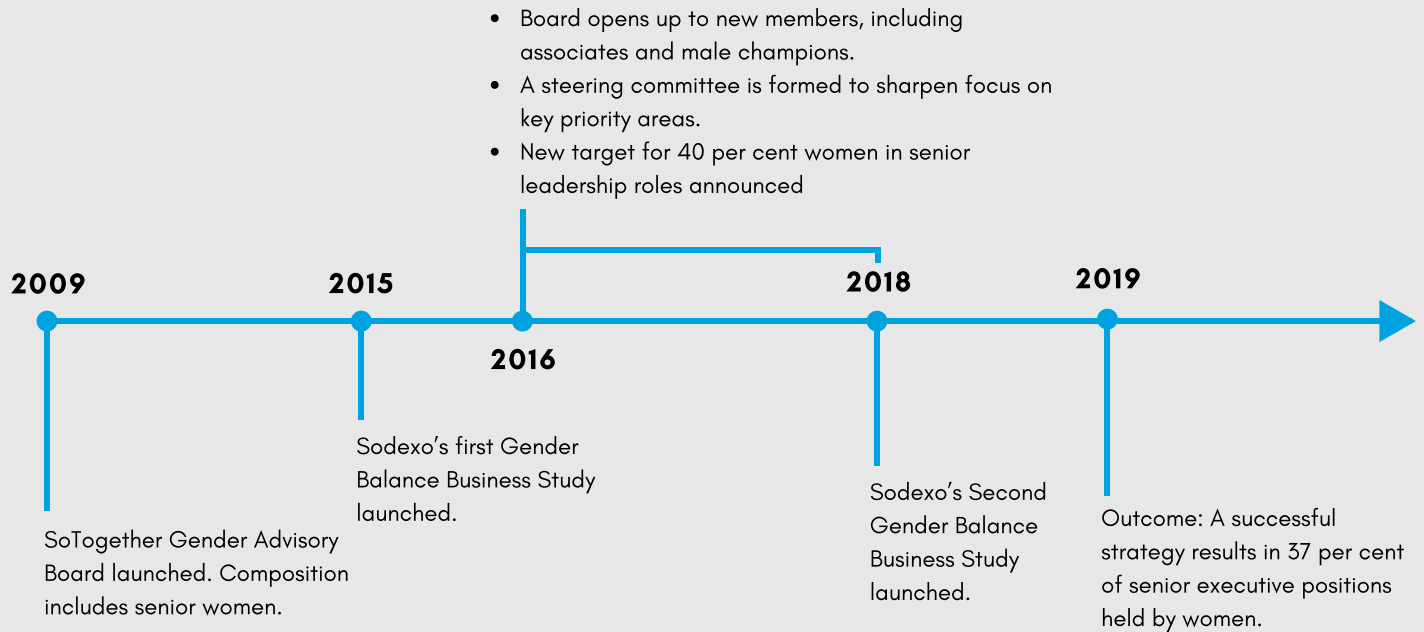 • Board opens up to new members, including
associates and male champions.
• A steering committee is formed to sharpen focus on
key priority areas.
• New target for 40 per cent women in senior
leadership roles announced
2009
2015
2016
2018
2019
SoTogether Gender Advisory
Board launched. Composition
includes senior women.
Sodexo’s first Gender
Balance Business Study
launched.
Sodexo’s Second
Gender Balance
Business Study
launched.
Outcome: A successful
strategy results in 37 per cent
of senior executive positions
held by women.